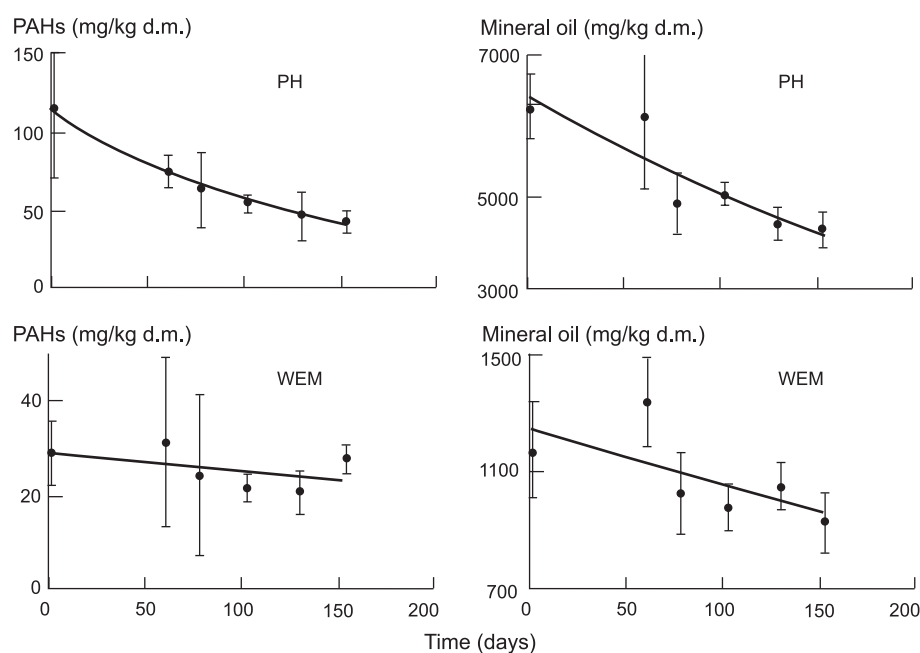 PAHs (mg/kg d.m.)
150
100
50
0
PH
Mineral oil (mg/kg d.m.)
7000
5000
3000
PH
PAHs (mg/kg d.m.)
40
20
0
WEM
0 50 100 150 200
Mineral oil (mg/kg d.m.)
1500
1100
700
WEM
0 50 100 150 200
Time (days)